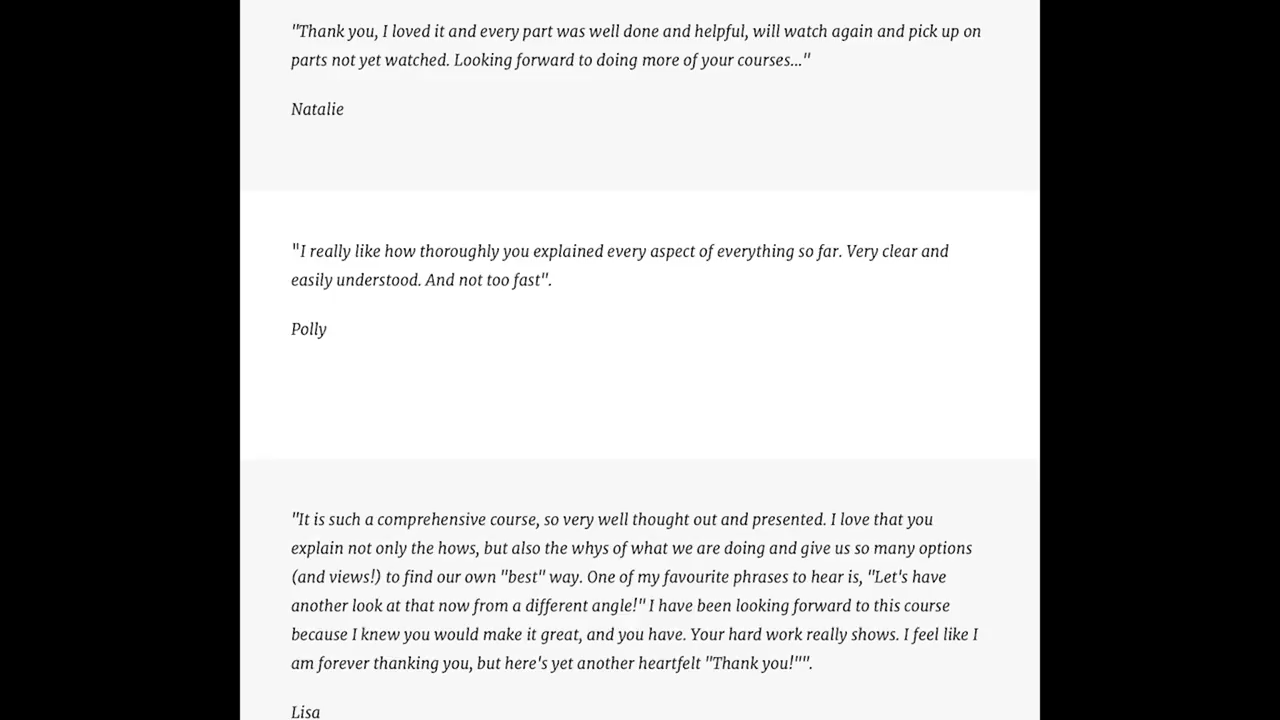 "Thank you, I loved it and every part was well done and helpful, will watch again and pick up on
parts not yet watched. Looking forward to doing more of your courses..."
Natalie
"I really like how thoroughly you explained every aspect of everything so far. Very clear and
easily understood. And not too fast".
Polly
"It is such a comprehensive course, so very well thought out and presented. I love that you
explain not only the hows, but also the whys of what we are doing and give us so many options
(and views!) to find our own "best" way. One of my favourite phrases to hear is, "Let's have
another look at that now from a different angle!" I have been looking forward to this course
because I knew you would make it great, and you have. Your hard work really shows. I feel like I
am forever thanking you, but here's yet another heartfelt "Thank you!"".
Lisa